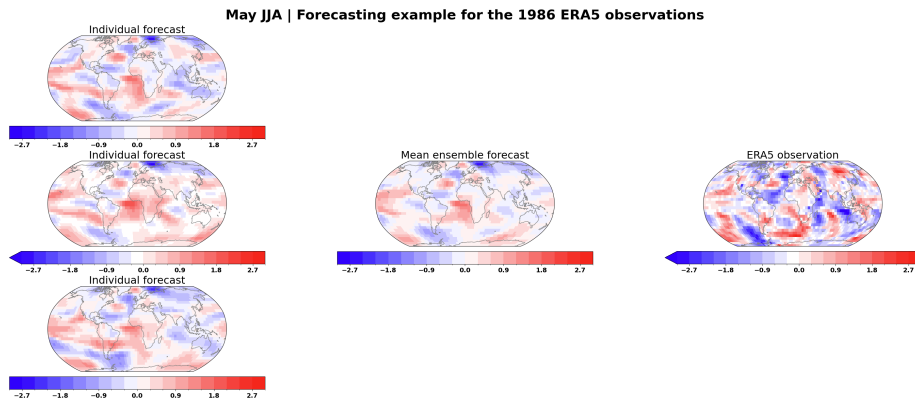 May JJA | Forecasting example for the 1986 ERA5 observations
Individual forecast
−2.7 −1.8 −0.9 0.0 0.9 1.8 2.7
Individual forecast
−2.7 −1.8 −0.9 0.0 0.9 1.8 2.7
Mean ensemble forecast
−2.7 −1.8 −0.9 0.0 0.9 1.8 2.7
ERA5 observation
−2.7 −1.8 −0.9 0.0 0.9 1.8 2.7
Individual forecast
−2.7 −1.8 −0.9 0.0 0.9 1.8 2.7